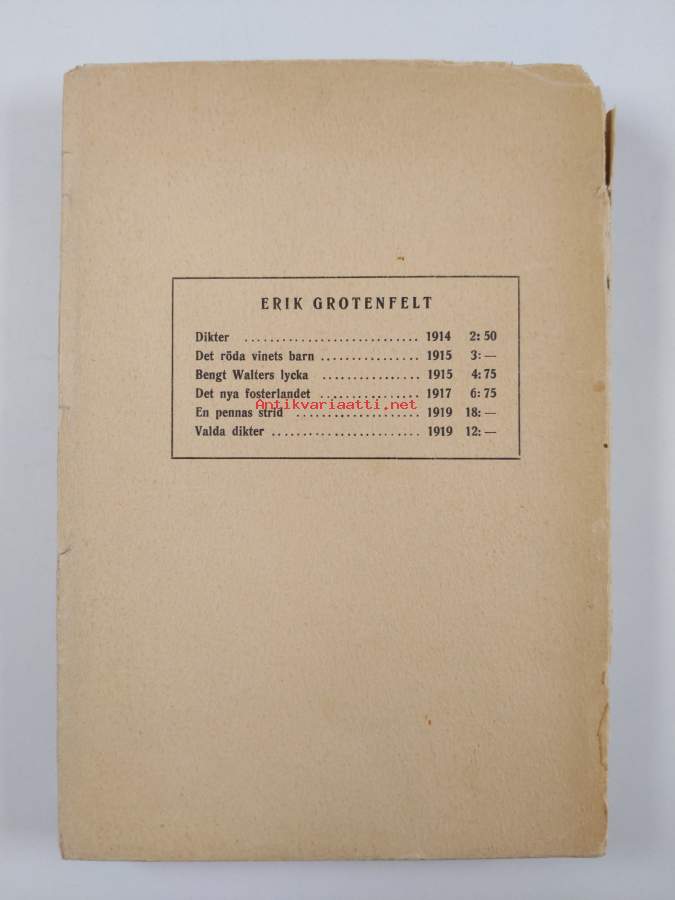 ERIK GROTENFELT
Dikter ............................ 1914 2: 50
Det röda vinets barn ................ 1915 3: —
Bengt Walters lycka ................ 1915 4: 75
Det nya fosterlandet ................ 1917 6: 75
Antikvariaatti.net
En pennas strid .................... 1919 18: —
Valda dikter ........................ 1919 12: —